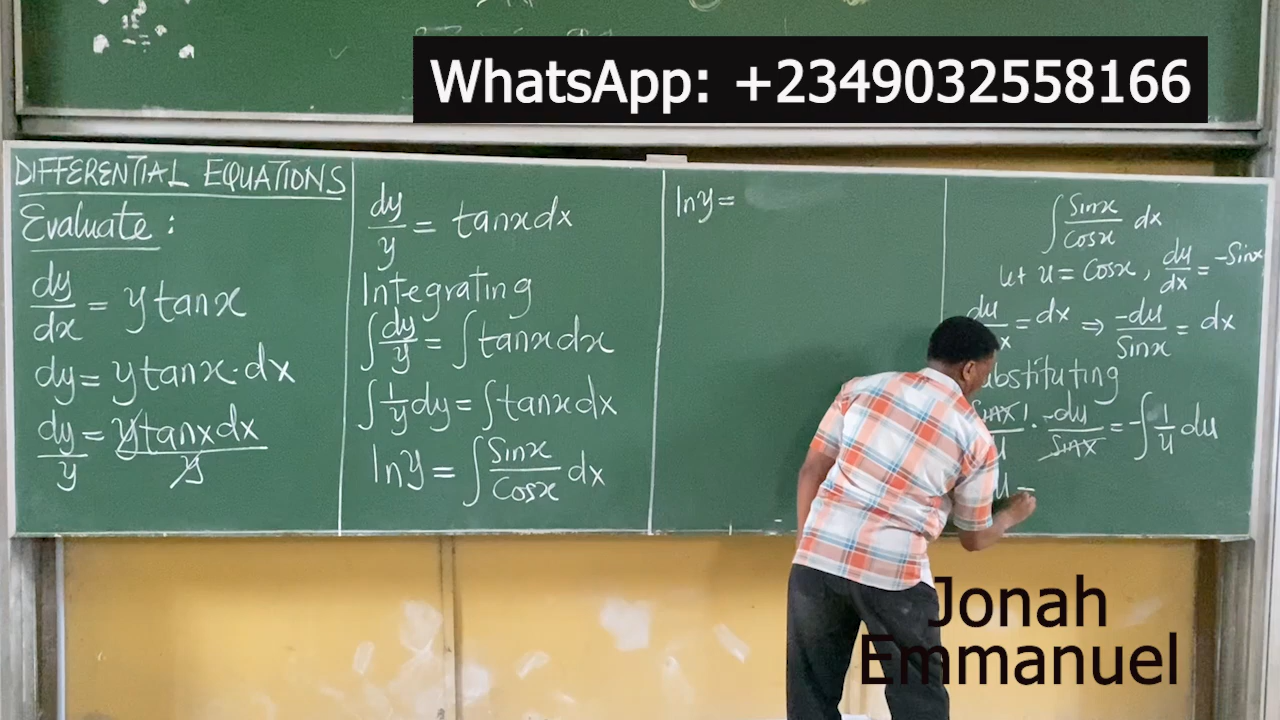 WhatsApp: +2349032558166
DIFFERENTIAL EQUATIONS
Evaluate:
dy/dx = y tanx
dy = y tanx·dx
dy/y = y tanx dx/y
dy/y = tanx dx
Integrating
∫dy/y = ∫tanx dx
∫1/y dy = ∫tanx dx
lny = ∫Sinx/Cosx dx
lny =
∫Sinx/Cosx dx
let u = Cosx, du/dx = -Sinx
= dx ⇒ -du/Sinx = dx
· -du/Sinx = -∫1/u du
u =
Jonah
Emmanuel